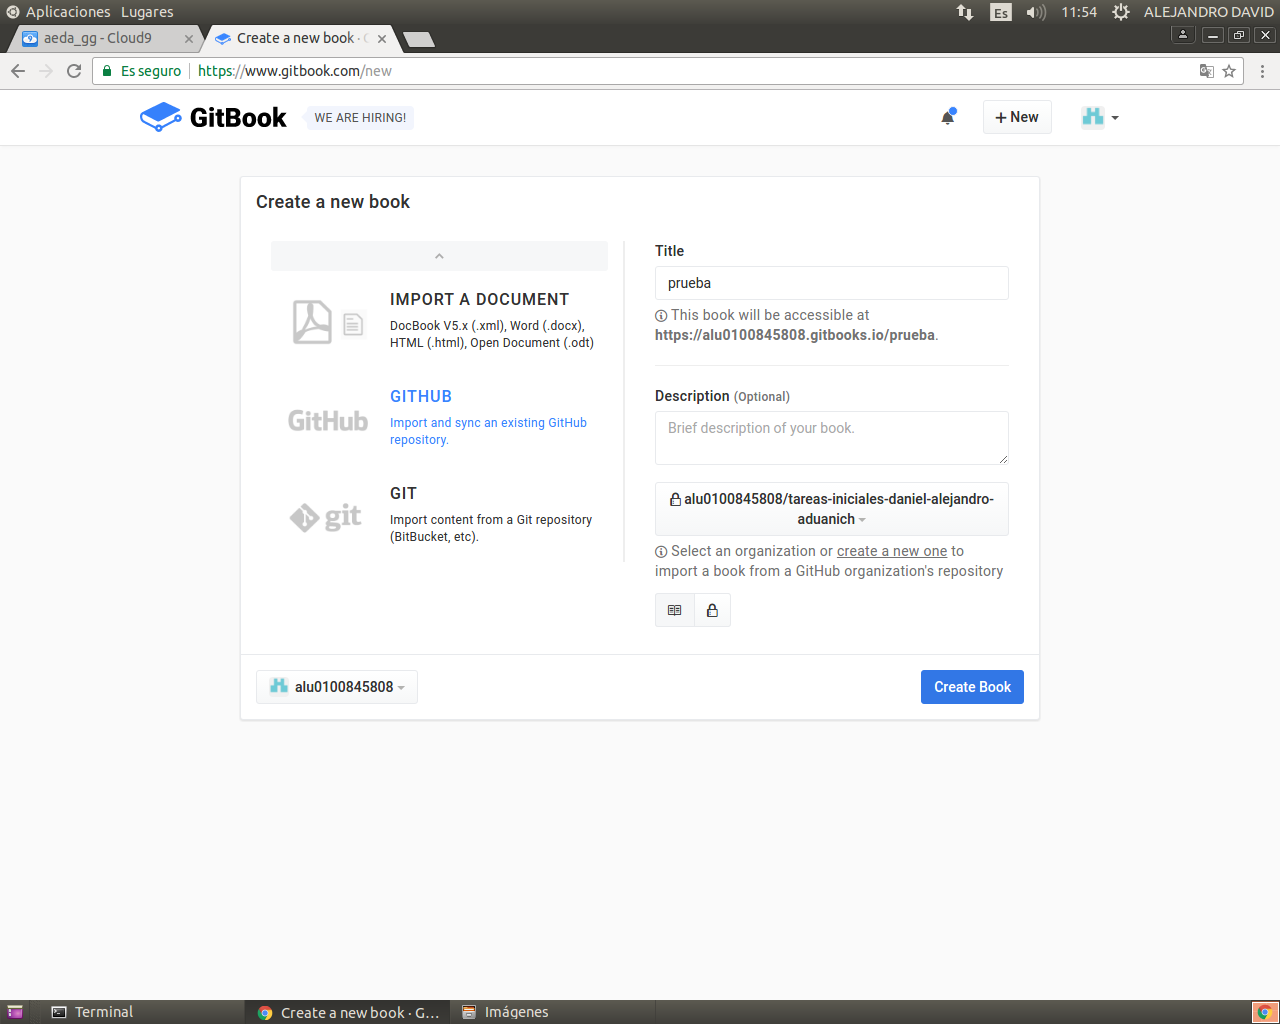 Aplicaciones Lugares
Es 11:54 ALEJANDRO DAVID
aeda_gg - Cloud9
Create a new book ·
Es seguro https://www.gitbook.com/new
GitBook WE ARE HIRING!
+ New
Create a new book
IMPORT A DOCUMENT
DocBook V5.x (.xml), Word (.docx),
HTML (.html), Open Document (.odt)
GitHub
GITHUB
Import and sync an existing GitHub
repository.
git
GIT
Import content from a Git repository
(BitBucket, etc).
Title
prueba
This book will be accessible at
https://alu0100845808.gitbooks.io/prueba.
Description (Optional)
Brief description of your book.
alu0100845808/tareas-iniciales-daniel-alejandro-
aduanich
Select an organization or create a new one to
import a book from a GitHub organization's repository
alu0100845808
Create Book
Terminal
Create a new book · G...
Imágenes